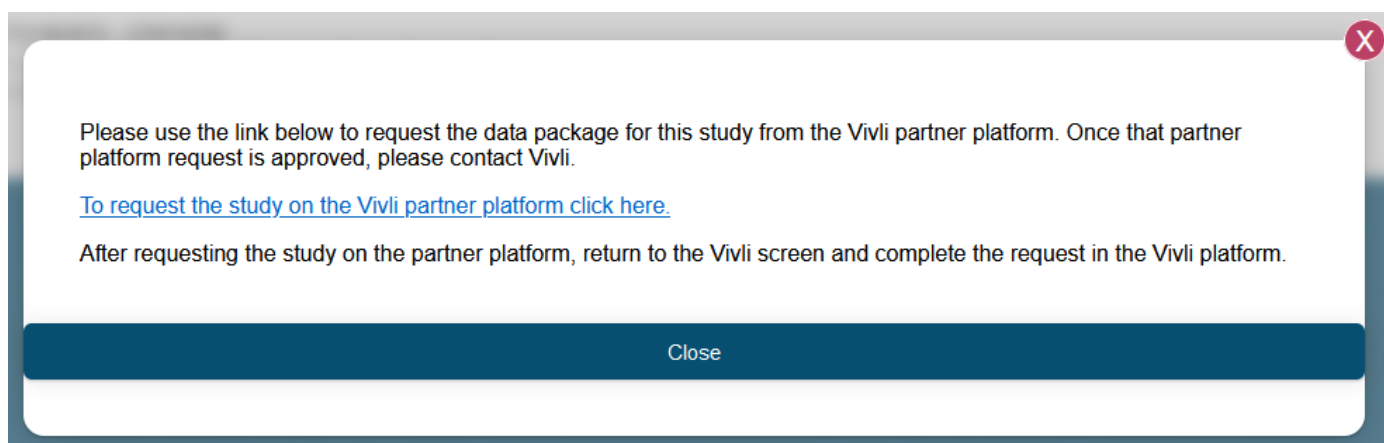 X
Please use the link below to request the data package for this study from the Vivli partner platform. Once that partner
platform request is approved, please contact Vivli.
To request the study on the Vivli partner platform click here.
After requesting the study on the partner platform, return to the Vivli screen and complete the request in the Vivli platform.
Close